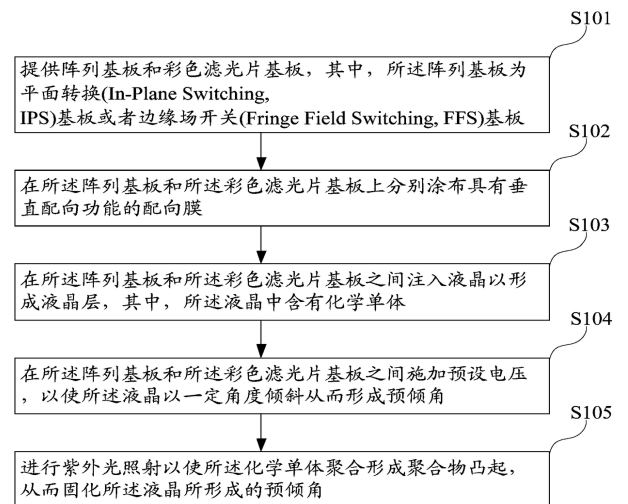 S101
提供阵列基板和彩色滤光片基板，其中，所述阵列基板为
平面转换(In-Plane Switching,
IPS)基板或者边缘场开关(Fringe Field Switching, FFS)基板
S102
在所述阵列基板和所述彩色滤光片基板上分别涂布具有垂
直配向功能的配向膜
S103
在所述阵列基板和所述彩色滤光片基板之间注入液晶以形
成液晶层，其中，所述液晶中含有化学单体
S104
在所述阵列基板和所述彩色滤光片基板之间施加预设电压
，以使所述液晶以一定角度倾斜从而形成预倾角
S105
进行紫外光照射以使所述化学单体聚合形成聚合物凸起，
从而固化所述液晶所形成的预倾角